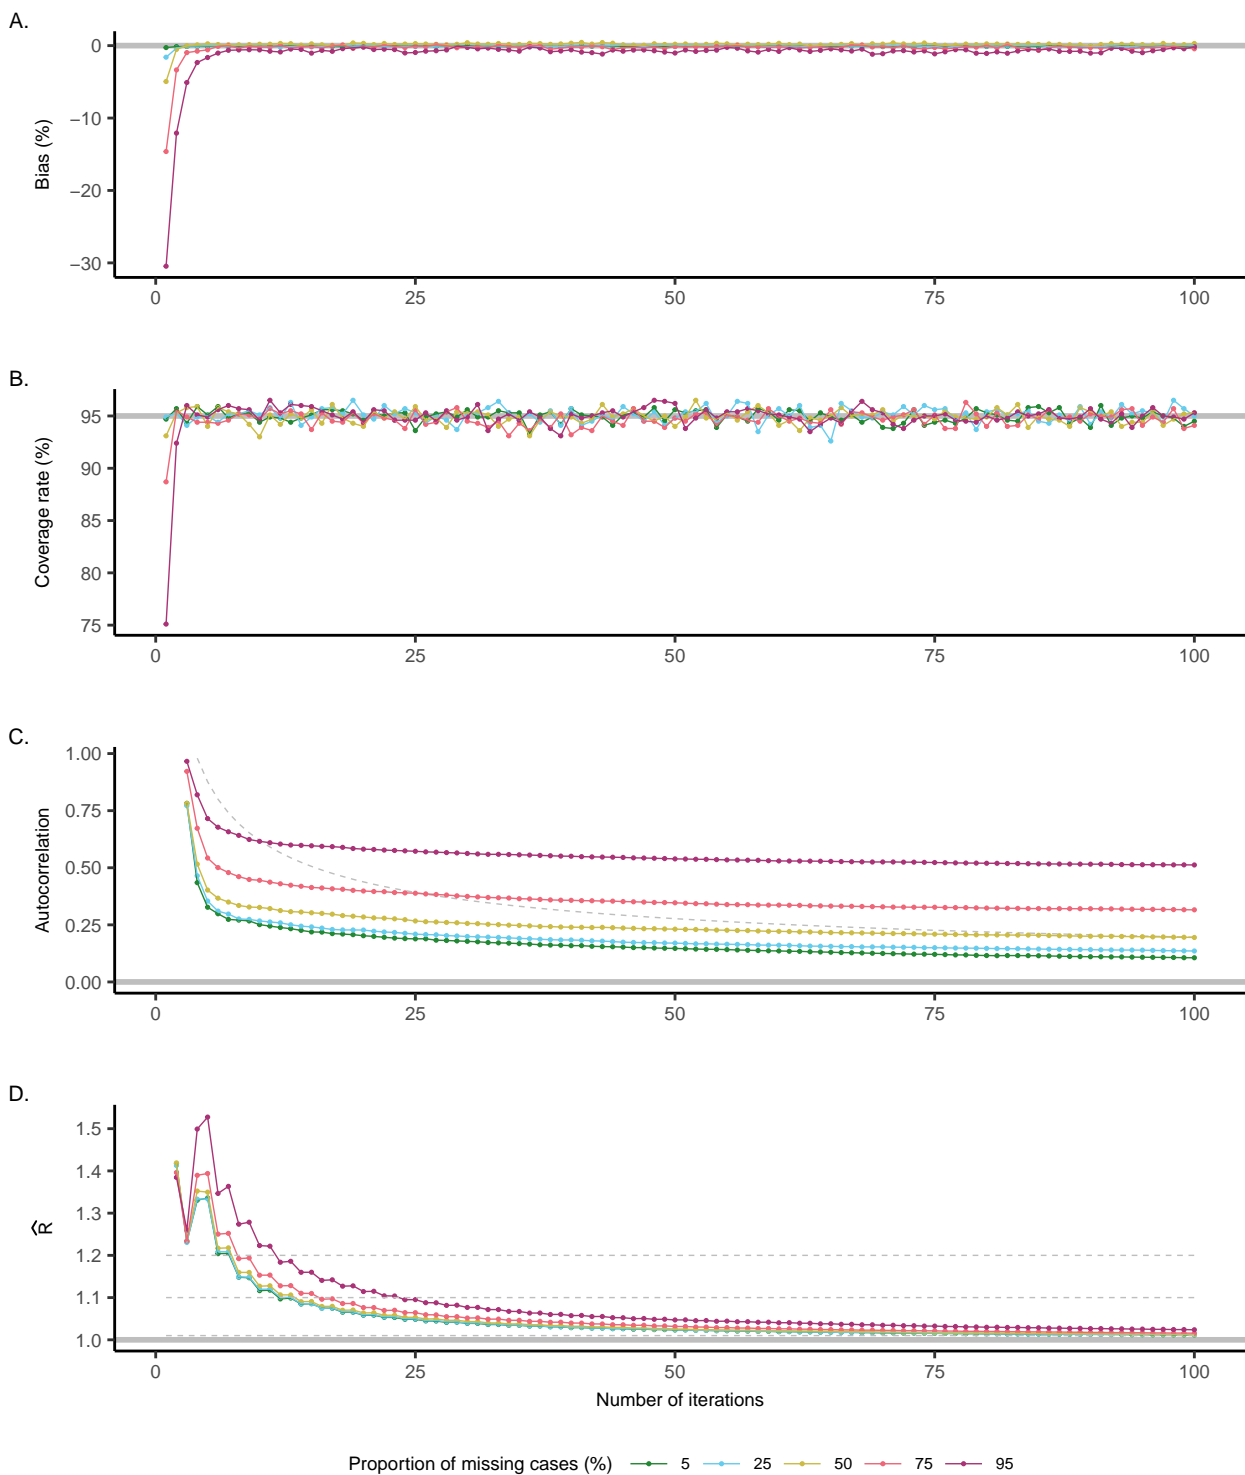 A.
0
−10
−20
−30
Bias (%)
0 25 50 75 100
B.
95
90
85
80
75
Coverage rate (%)
0 25 50 75 100
C.
1.00
0.75
0.50
0.25
0.00
Autocorrelation
0 25 50 75 100
D.
1.5
1.4
1.3
1.2
1.1
1.0
R̂
0 25 50 75 100
Number of iterations
Proportion of missing cases (%) 5 25 50 75 95